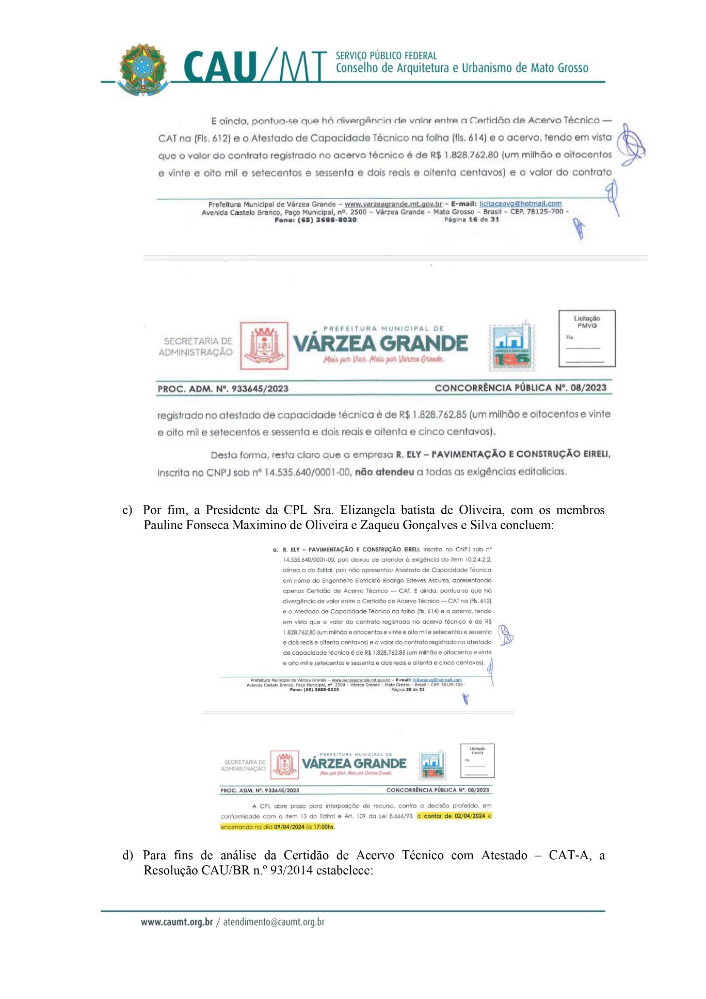 CAU/MT SERVIÇO PÚBLICO FEDERAL
Conselho de Arquitetura e Urbanismo de Mato Grosso
E ainda, pontua-se que há divergência de valor entre a Certidão de Acervo Técnico —
CAT na (Fls. 612) e o Atestado de Capacidade Técnico na folha (fls. 614) e o acervo, tendo em vista
que o valor do contrato registrado no acervo técnico é de R$ 1.828.762,80 (um milhão e oitocentos
e vinte e oito mil e setecentos e sessenta e dois reais e oitenta centavos) e o valor do contrato
Prefeitura Municipal de Várzea Grande – www.varzeagrande.mt.gov.br – E-mail: licitacaovg@hotmail.com
Avenida Castelo Branco, Paço Municipal, nº. 2500 – Várzea Grande – Mato Grosso – Brasil – CEP. 78125-700 -
Fone: (65) 3688-8020 Página 16 de 31
SECRETARIA DE
ADMINISTRAÇÃO
PREFEITURA MUNICIPAL DE
VÁRZEA GRANDE
Mais por Você. Mais por Várzea Grande.
VÁRZEA GRANDE
156
Licitação
PMVG
Fls.
PROC. ADM. Nº. 933645/2023 CONCORRÊNCIA PÚBLICA Nº. 08/2023
registrado no atestado de capacidade técnica é de R$ 1.828.762,85 (um milhão e oitocentos e vinte
e oito mil e setecentos e sessenta e dois reais e oitenta e cinco centavos).
Desta forma, resta claro que a empresa R. ELY – PAVIMENTAÇÃO E CONSTRUÇÃO EIRELI,
inscrita no CNPJ sob nº 14.535.640/0001-00, não atendeu a todas as exigências editalicias.
c) Por fim, a Presidente da CPL Sra. Elizangela batista de Oliveira, com os membros
Pauline Fonseca Maximino de Oliveira e Zaqueu Gonçalves e Silva concluem:
a. R. ELY – PAVIMENTAÇÃO E CONSTRUÇÃO EIRELI, inscrita no CNPJ sob nº
14.535.640/0001-00, pois deixou de atender à exigência do item 10.2.4.2.2,
alínea a do Edital, pois não apresentou Atestado de Capacidade Técnica
em nome do Engenheiro Eletricista Rodrigo Esteves Ascurra, apresentando
apenas Certidão de Acervo Técnico — CAT. E ainda, pontua-se que há
divergência de valor entre a Certidão de Acervo Técnico — CAT na (Fls. 612)
e o Atestado de Capacidade Técnico na folha (fls. 614) e o acervo, tendo
em vista que o valor do contrato registrado no acervo técnico é de R$
1.828.762,80 (um milhão e oitocentos e vinte e oito mil e setecentos e sessenta
e dois reais e oitenta centavos) e o valor do contrato registrado no atestado
de capacidade técnica é de R$ 1.828.762,85 (um milhão e oitocentos e vinte
e oito mil e setecentos e sessenta e dois reais e oitenta e cinco centavos).
Prefeitura Municipal de Várzea Grande – www.varzeagrande.mt.gov.br – E-mail: licitacaovg@hotmail.com
Avenida Castelo Branco, Paço Municipal, nº. 2500 – Várzea Grande – Mato Grosso – Brasil – CEP. 78125-700 -
Fone: (65) 3688-8020 Página 30 de 31
SECRETARIA DE
ADMINISTRAÇÃO
PREFEITURA MUNICIPAL DE
VÁRZEA GRANDE
Mais por Você. Mais por Várzea Grande.
156
Licitação
PMVG
Fls.
PROC. ADM. Nº. 933645/2023 CONCORRÊNCIA PÚBLICA Nº. 08/2023
A CPL abre prazo para interposição de recurso, contra a decisão proferida, em
conformidade com o Item 13 do Edital e Art. 109 da Lei 8.666/93, a contar de 02/04/2024 e
encerrando no dia 09/04/2024 às 17:00hs.
d) Para fins de análise da Certidão de Acervo Técnico com Atestado – CAT-A, a
Resolução CAU/BR n.º 93/2014 estabelece:
www.caumt.org.br / atendimento@caumt.org.br